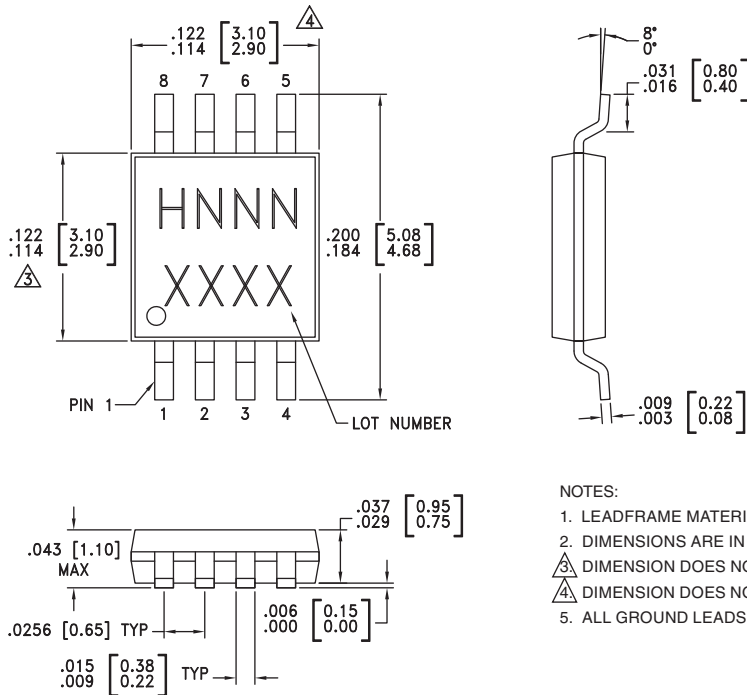 .122 [3.10]
.114 [2.90]
4
8 7 6 5
8°
0°
.031 [0.80]
.016 [0.40]
HNNN
XXXX
.122 [3.10]
.114 [2.90]
3
.200 [5.08]
.184 [4.68]
PIN 1
1 2 3 4
LOT NUMBER
.009 [0.22]
.003 [0.08]
.043 [1.10]
MAX
.037 [0.95]
.029 [0.75]
.0256 [0.65] TYP
.006 [0.15]
.000 [0.00]
.015 [0.38] TYP
.009 [0.22]
NOTES:
1. LEADFRAME MATERI
2. DIMENSIONS ARE IN
3. DIMENSION DOES NO
4. DIMENSION DOES NO
5. ALL GROUND LEADS